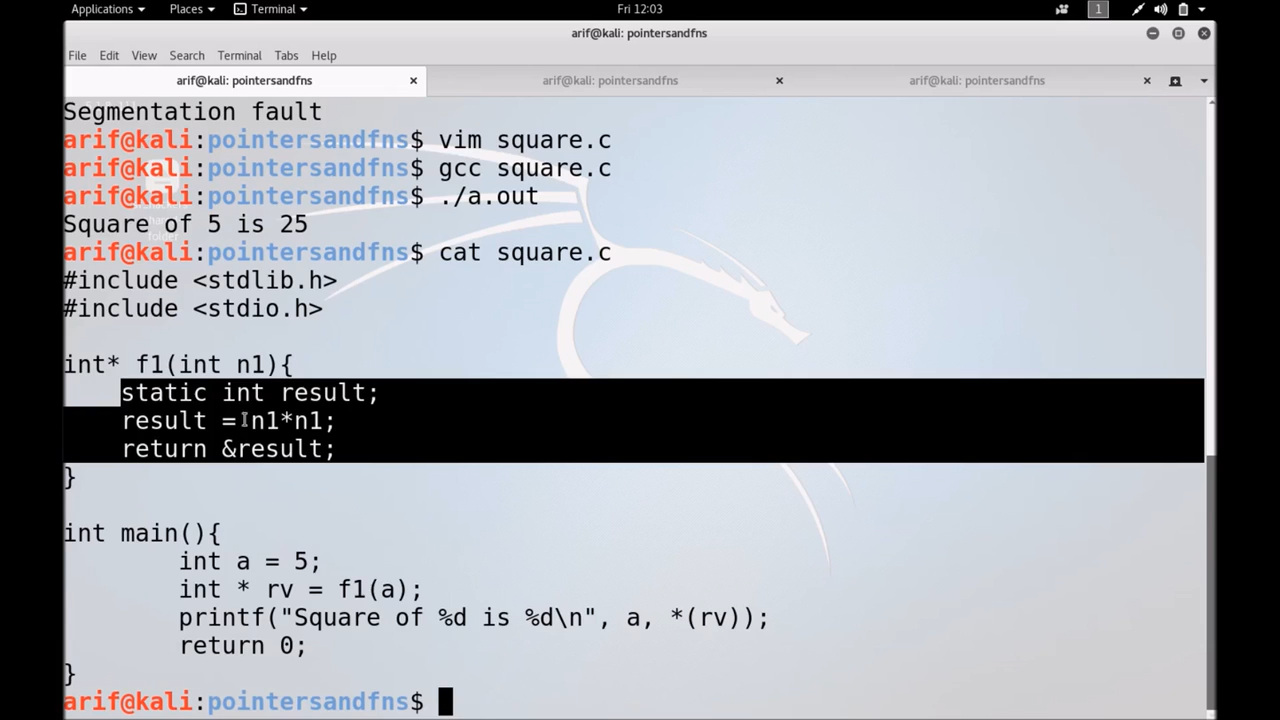 Applications Places Terminal Fri 12:03 1
arif@kali: pointersandfns
File Edit View Search Terminal Tabs Help
arif@kali: pointersandfns arif@kali: pointersandfns arif@kali: pointersandfns
Segmentation fault
arif@kali:pointersandfns$ vim square.c
arif@kali:pointersandfns$ gcc square.c
arif@kali:pointersandfns$ ./a.out
Square of 5 is 25
folder
arif@kali:pointersandfns$ cat square.c
#include <stdlib.h>
#include <stdio.h>
int* f1(int n1){
static int result;
result = n1*n1;
return &result;
}
int main(){
int a = 5;
int * rv = f1(a);
printf("Square of %d is %d\n", a, *(rv));
return 0;
}
arif@kali:pointersandfns$